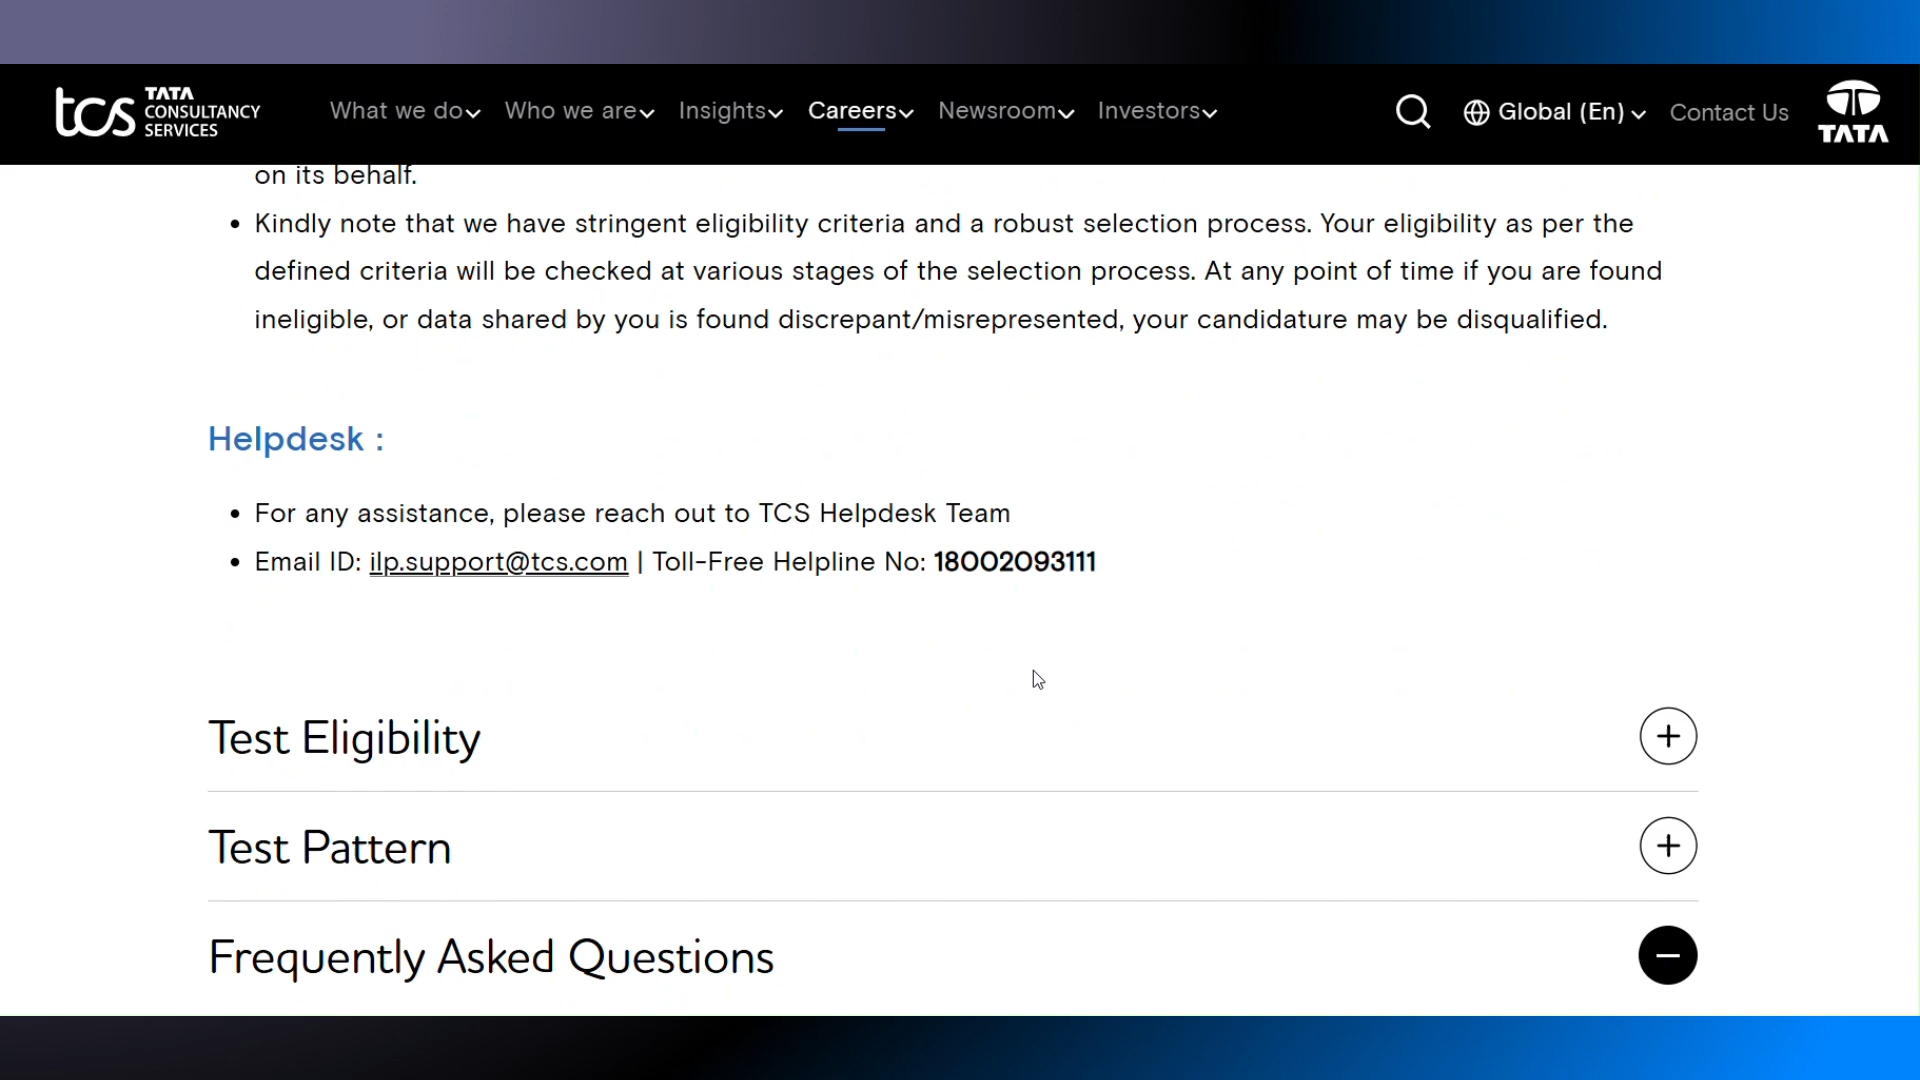 tcs TATA
CONSULTANCY
SERVICES
What we do Who we are Insights Careers Newsroom Investors
Global (En) Contact Us
TATA
on its behalf.
• Kindly note that we have stringent eligibility criteria and a robust selection process. Your eligibility as per the
defined criteria will be checked at various stages of the selection process. At any point of time if you are found
ineligible, or data shared by you is found discrepant/misrepresented, your candidature may be disqualified.
Helpdesk :
• For any assistance, please reach out to TCS Helpdesk Team
• Email ID: ilp.support@tcs.com | Toll-Free Helpline No: 18002093111
Test Eligibility
Test Pattern
Frequently Asked Questions